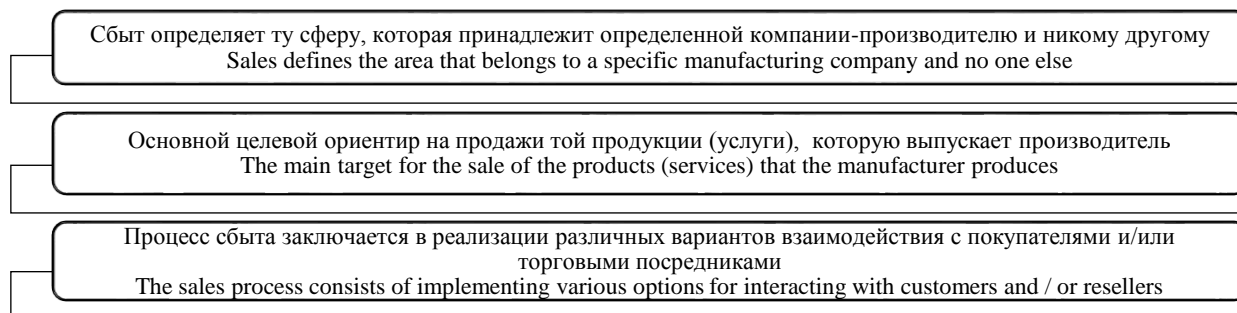 Сбыт определяет ту сферу, которая принадлежит определенной компании-производителю и никому другому
Sales defines the area that belongs to a specific manufacturing company and no one else
Основной целевой ориентир на продажи той продукции (услуги), которую выпускает производитель
The main target for the sale of the products (services) that the manufacturer produces
Процесс сбыта заключается в реализации различных вариантов взаимодействия с покупателями и/или
торговыми посредниками
The sales process consists of implementing various options for interacting with customers and / or resellers